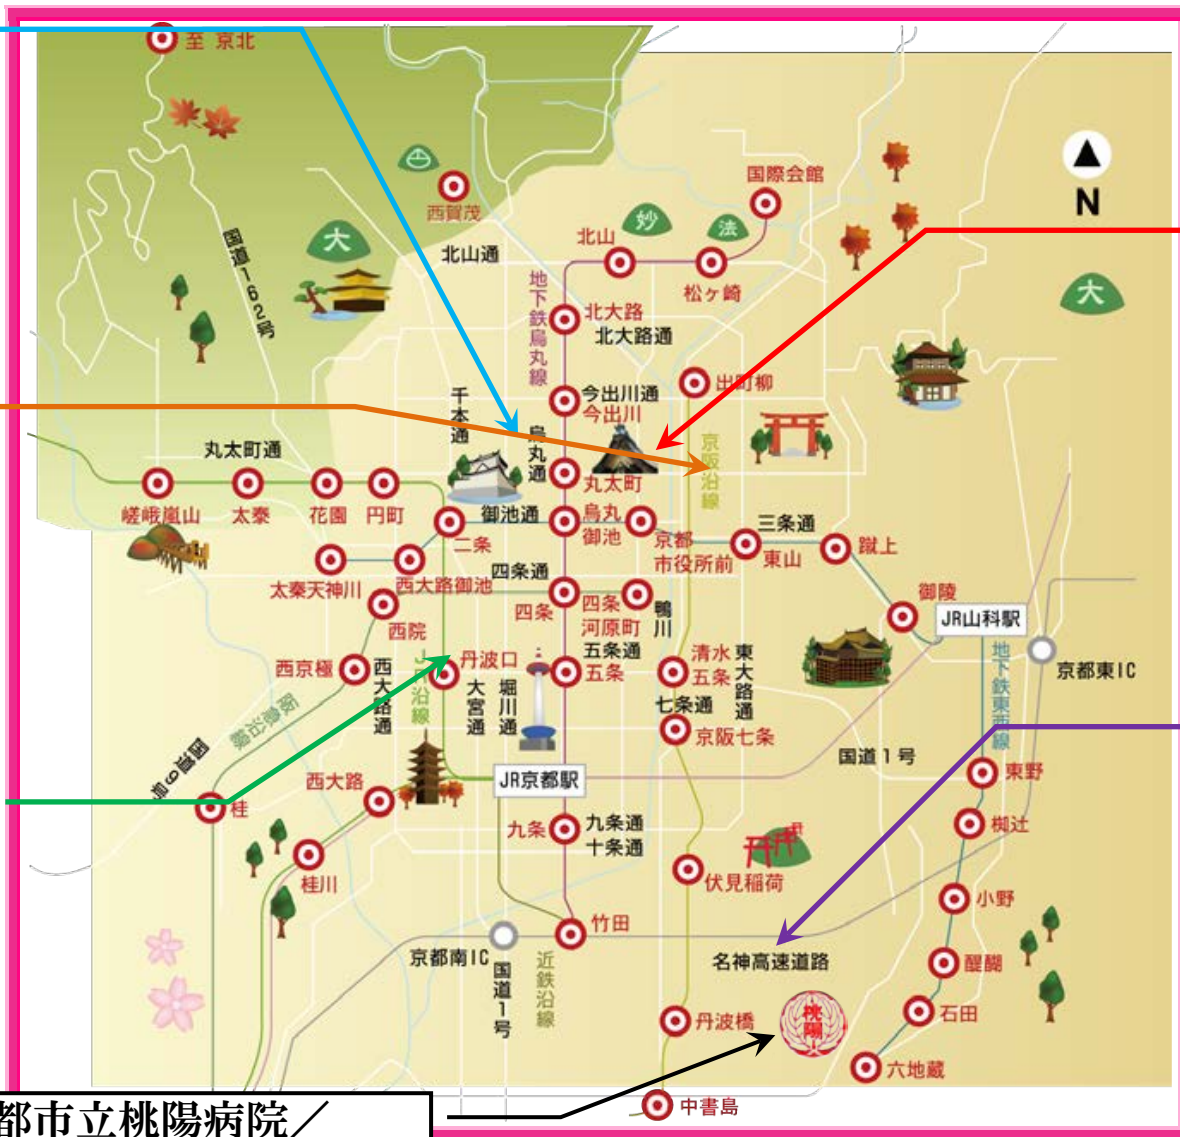 至 京北
西賀茂
国際会館
妙
法
大
N
北山
北山通
松ヶ崎
国道162号
地下鉄烏丸線
大
北大路
北大路通
出町柳
千本通
今出川通
今出川
烏丸通
京阪沿線
丸太町通
丸太町
嵯峨嵐山
太秦
花園
円町
二条
御池通
烏丸
御池
京都
市役所前
三条通
東山
蹴上
太秦天神川
西大路御池
四条通
四条
四条
河原町
鴨川
御陵
JR山科駅
西院
西京極
西大路通
JR沿線
丹波口
大宮通
堀川通
五条通
五条
清水
五条
東大路通
地下鉄東西線
京都東IC
阪急沿線
七条通
京阪七条
国道9号
国道1号
桂
西大路
JR京都駅
東野
九条
九条通
十条通
椥辻
桂川
伏見稲荷
小野
竹田
京都南IC
国道1号
近鉄沿線
名神高速道路
醍醐
丹波橋
桃陽
石田
六地蔵
中書島
都市立桃陽病院／